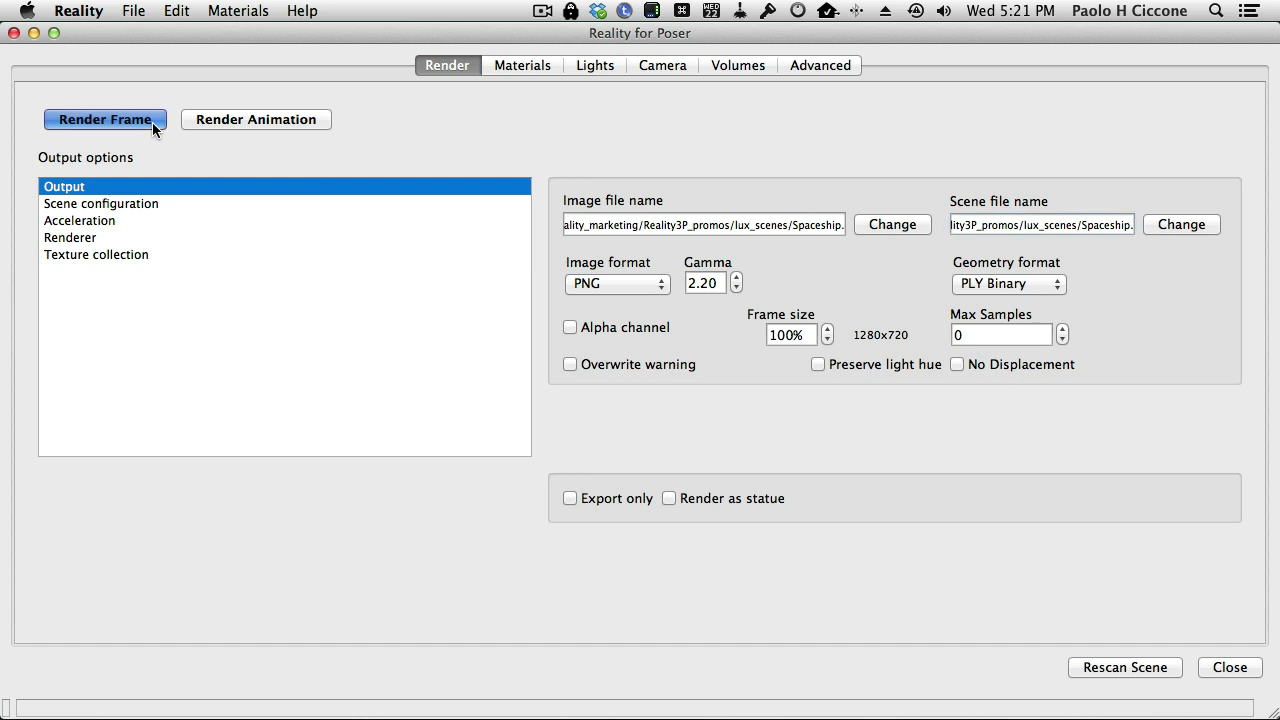 Reality File Edit Materials Help WED 22 Wed 5:21 PM Paolo H Ciccone
Reality for Poser
Render Materials Lights Camera Volumes Advanced
Render Frame Render Animation
Output options
Output
Scene configuration
Acceleration
Renderer
Texture collection
Image file name Scene file name
ality_marketing/Reality3P_promos/lux_scenes/Spaceship. Change lity3P_promos/lux_scenes/Spaceship. Change
Image format Gamma Geometry format
PNG 2.20 PLY Binary
Frame size Max Samples
Alpha channel 100% 1280x720 0
Overwrite warning Preserve light hue No Displacement
Export only Render as statue
Rescan Scene Close